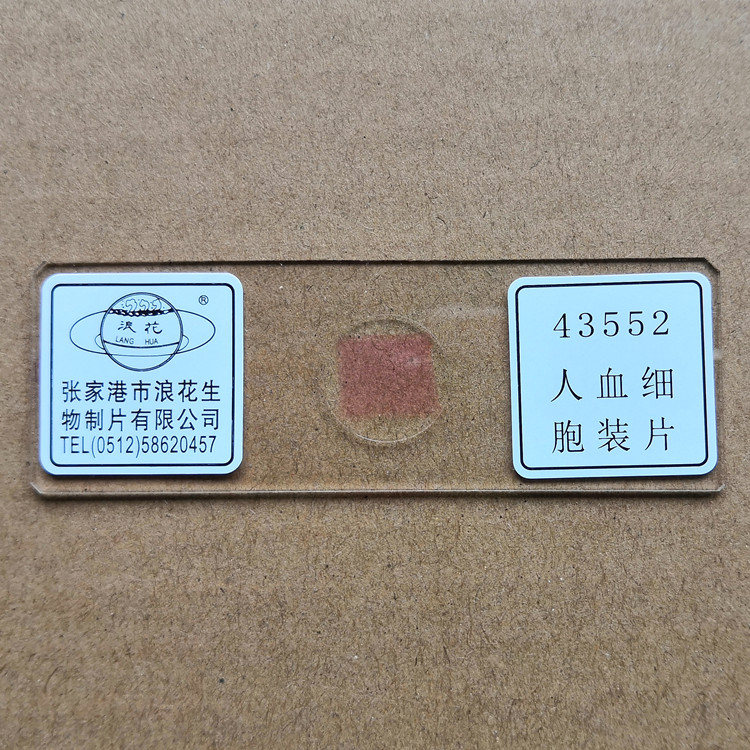 ®
浪花
LANG HUA
张家港市浪花生
物制片有限公司
TEL(0512)58620457
43552
人血细
胞装片